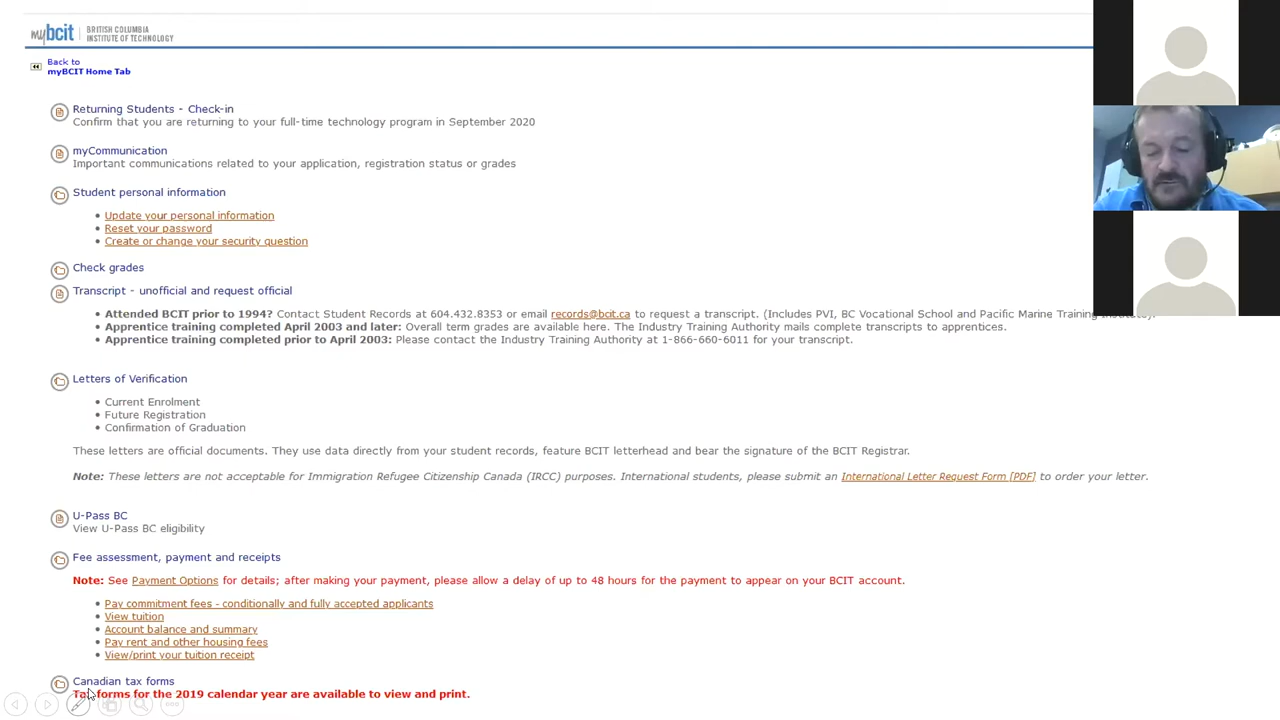 mybcit BRITISH COLUMBIA
INSTITUTE OF TECHNOLOGY
Back to
myBCIT Home Tab
Returning Students - Check-in
Confirm that you are returning to your full-time technology program in September 2020
myCommunication
Important communications related to your application, registration status or grades
Student personal information
Update your personal information
Reset your password
Create or change your security question
Check grades
Transcript - unofficial and request official
Attended BCIT prior to 1994? Contact Student Records at 604.432.8353 or email records@bcit.ca to request a transcript. (Includes PVI, BC Vocational School and Pacific Marine Training Institute).
Apprentice training completed April 2003 and later: Overall term grades are available here. The Industry Training Authority mails complete transcripts to apprentices.
Apprentice training completed prior to April 2003: Please contact the Industry Training Authority at 1-866-660-6011 for your transcript.
Letters of Verification
Current Enrolment
Future Registration
Confirmation of Graduation
These letters are official documents. They use data directly from your student records, feature BCIT letterhead and bear the signature of the BCIT Registrar.
Note: These letters are not acceptable for Immigration Refugee Citizenship Canada (IRCC) purposes. International students, please submit an International Letter Request Form [PDF] to order your letter.
U-Pass BC
View U-Pass BC eligibility
Fee assessment, payment and receipts
Note: See Payment Options for details; after making your payment, please allow a delay of up to 48 hours for the payment to appear on your BCIT account.
Pay commitment fees - conditionally and fully accepted applicants
View tuition
Account balance and summary
Pay rent and other housing fees
View/print your tuition receipt
Canadian tax forms
Tax forms for the 2019 calendar year are available to view and print.